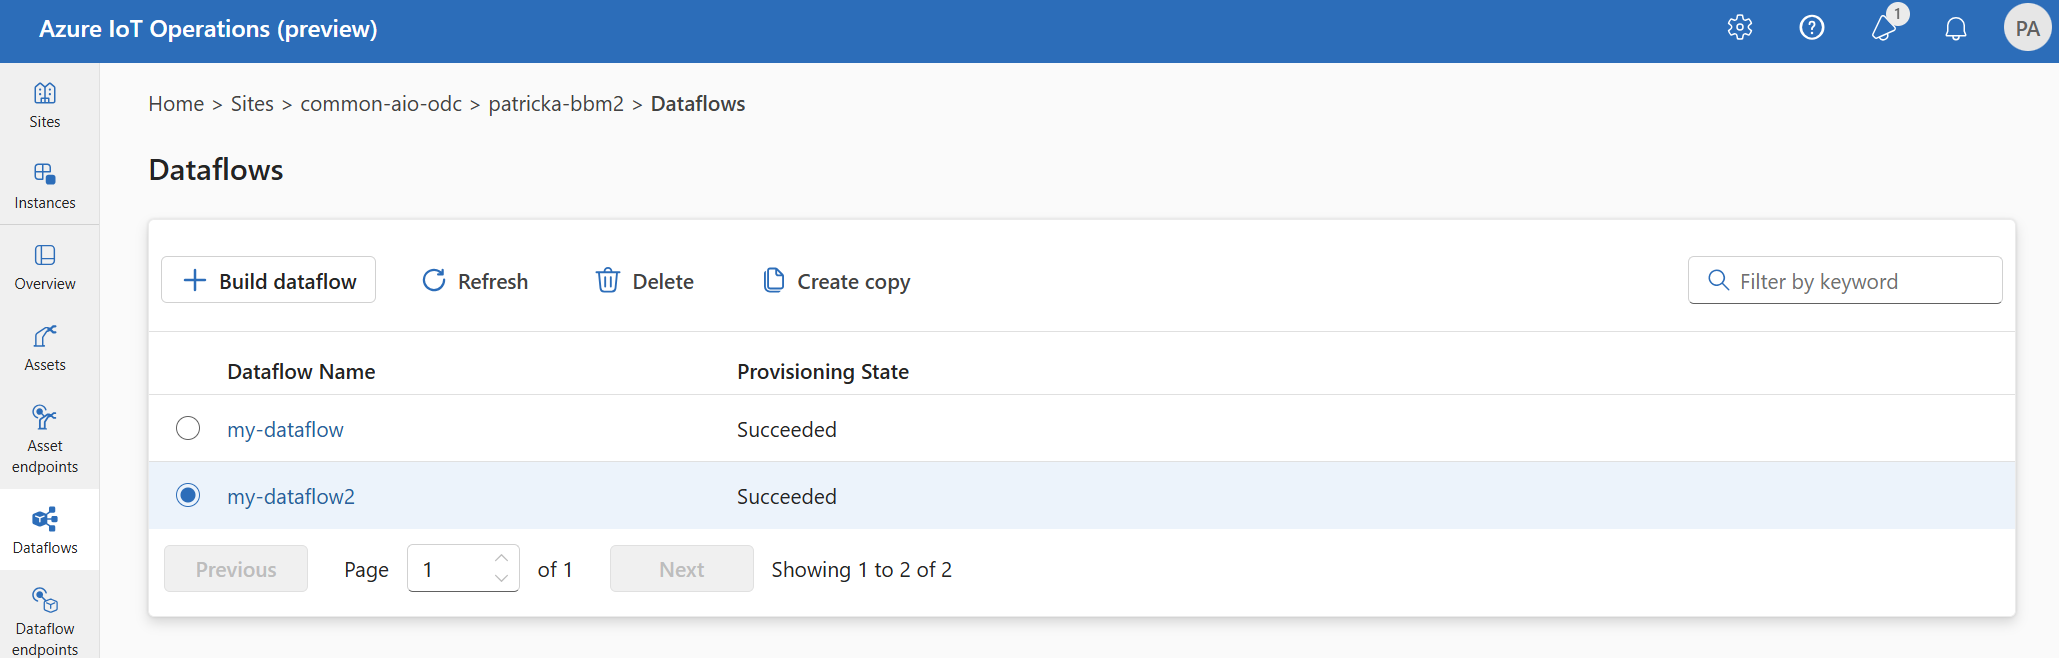 Azure IoT Operations (preview)
1
PA
Sites
Instances
Overview
Assets
Asset
endpoints
Dataflows
Dataflow
endpoints
Home > Sites > common-aio-odc > patricka-bbm2 > Dataflows
Dataflows
Build dataflow Refresh Delete Create copy Filter by keyword
Dataflow Name Provisioning State
my-dataflow Succeeded
my-dataflow2 Succeeded
Previous Page 1 of 1 Next Showing 1 to 2 of 2